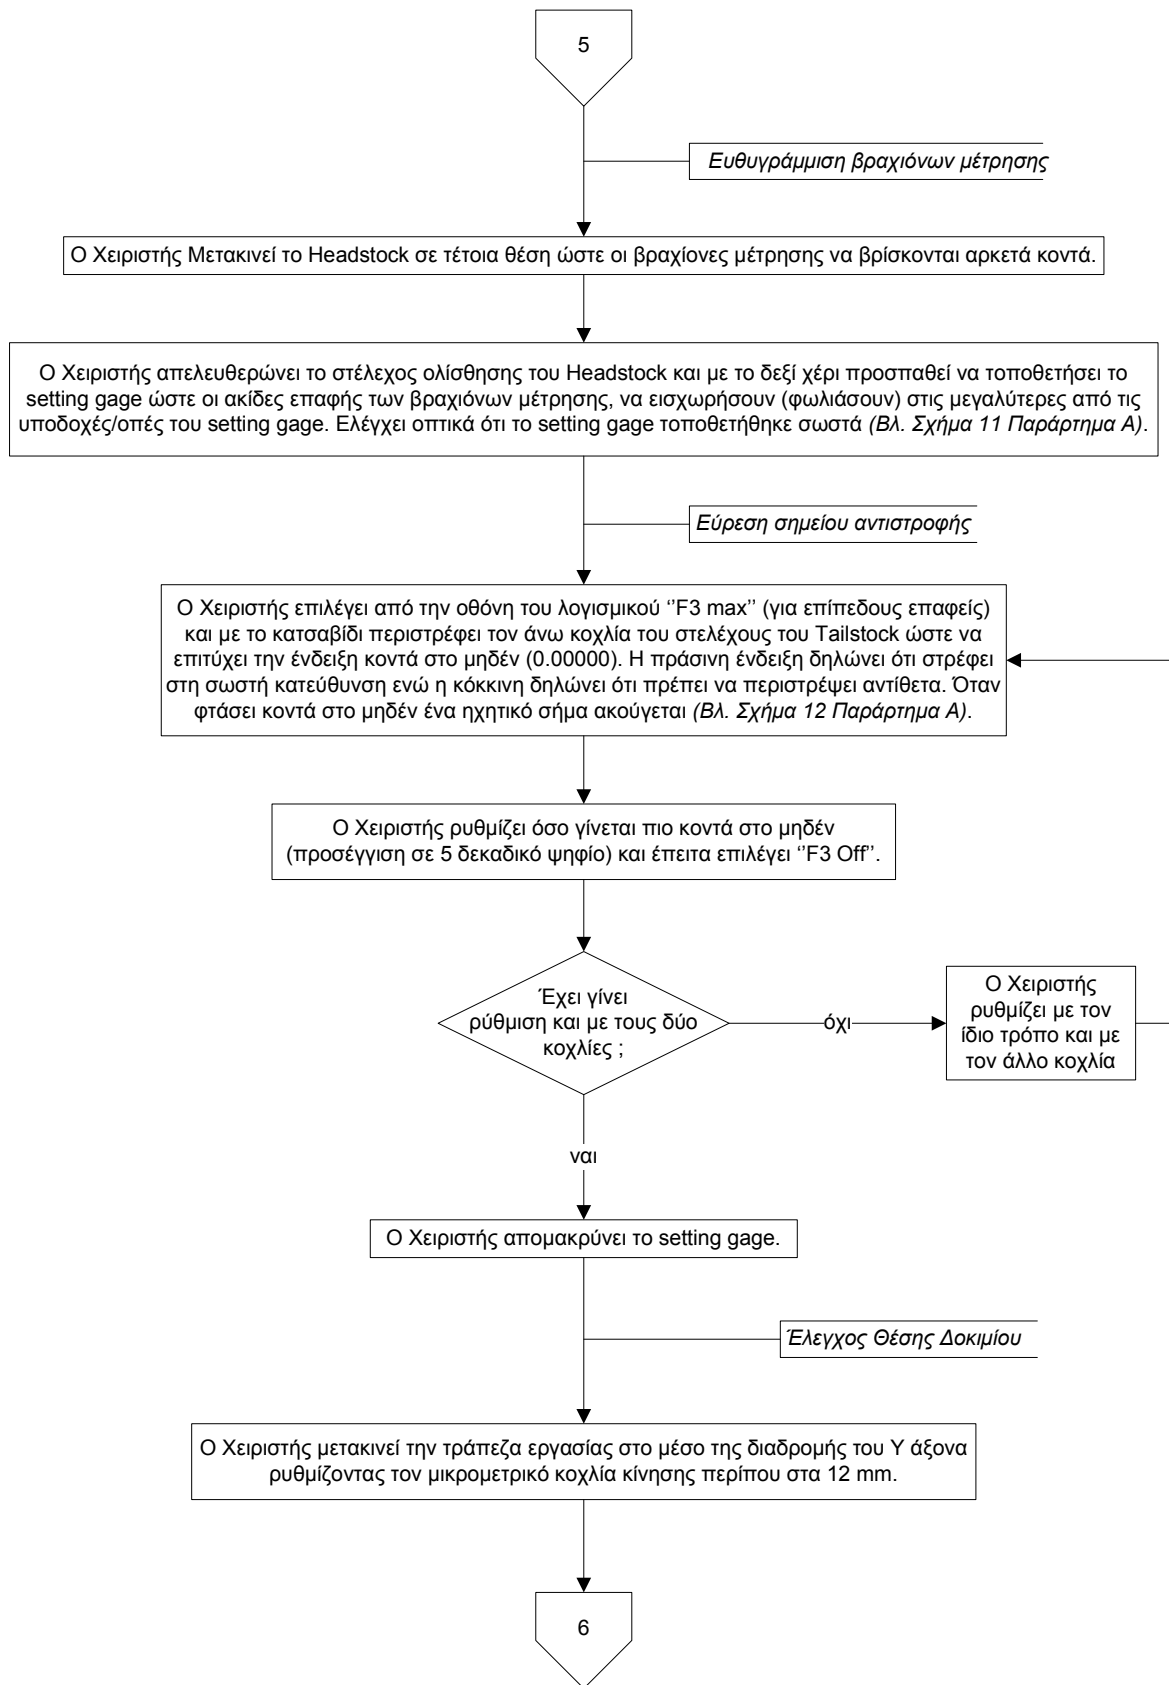 5
Ευθυγράμμιση βραχιόνων μέτρησης
Ο Χειριστής Μετακινεί το Headstock σε τέτοια θέση ώστε οι βραχίονες μέτρησης να βρίσκονται αρκετά κοντά.
Ο Χειριστής απελευθερώνει το στέλεχος ολίσθησης του Headstock και με το δεξί χέρι προσπαθεί να τοποθετήσει το
setting gage ώστε οι ακίδες επαφής των βραχιόνων μέτρησης, να εισχωρήσουν (φωλιάσουν) στις μεγαλύτερες από τις
υποδοχές/οπές του setting gage. Ελέγχει οπτικά ότι το setting gage τοποθετήθηκε σωστά (Βλ. Σχήμα 11 Παράρτημα Α).
Εύρεση σημείου αντιστροφής
Ο Χειριστής επιλέγει από την οθόνη του λογισμικού ‘’F3 max’’ (για επίπεδους επαφείς)
και με το κατσαβίδι περιστρέφει τον άνω κοχλία του στελέχους του Tailstock ώστε να
επιτύχει την ένδειξη κοντά στο μηδέν (0.00000). Η πράσινη ένδειξη δηλώνει ότι στρέφει
στη σωστή κατεύθυνση ενώ η κόκκινη δηλώνει ότι πρέπει να περιστρέψει αντίθετα. Όταν
φτάσει κοντά στο μηδέν ένα ηχητικό σήμα ακούγεται (Βλ. Σχήμα 12 Παράρτημα Α).
Ο Χειριστής ρυθμίζει όσο γίνεται πιο κοντά στο μηδέν
(προσέγγιση σε 5 δεκαδικό ψηφίο) και έπειτα επιλέγει ‘’F3 Off’’.
Έχει γίνει
ρύθμιση και με τους δύο
κοχλίες ;
όχι
Ο Χειριστής
ρυθμίζει με τον
ίδιο τρόπο και με
τον άλλο κοχλία
ναι
Ο Χειριστής απομακρύνει το setting gage.
Έλεγχος Θέσης Δοκιμίου
Ο Χειριστής μετακινεί την τράπεζα εργασίας στο μέσο της διαδρομής του Υ άξονα
ρυθμίζοντας τον μικρομετρικό κοχλία κίνησης περίπου στα 12 mm.
6